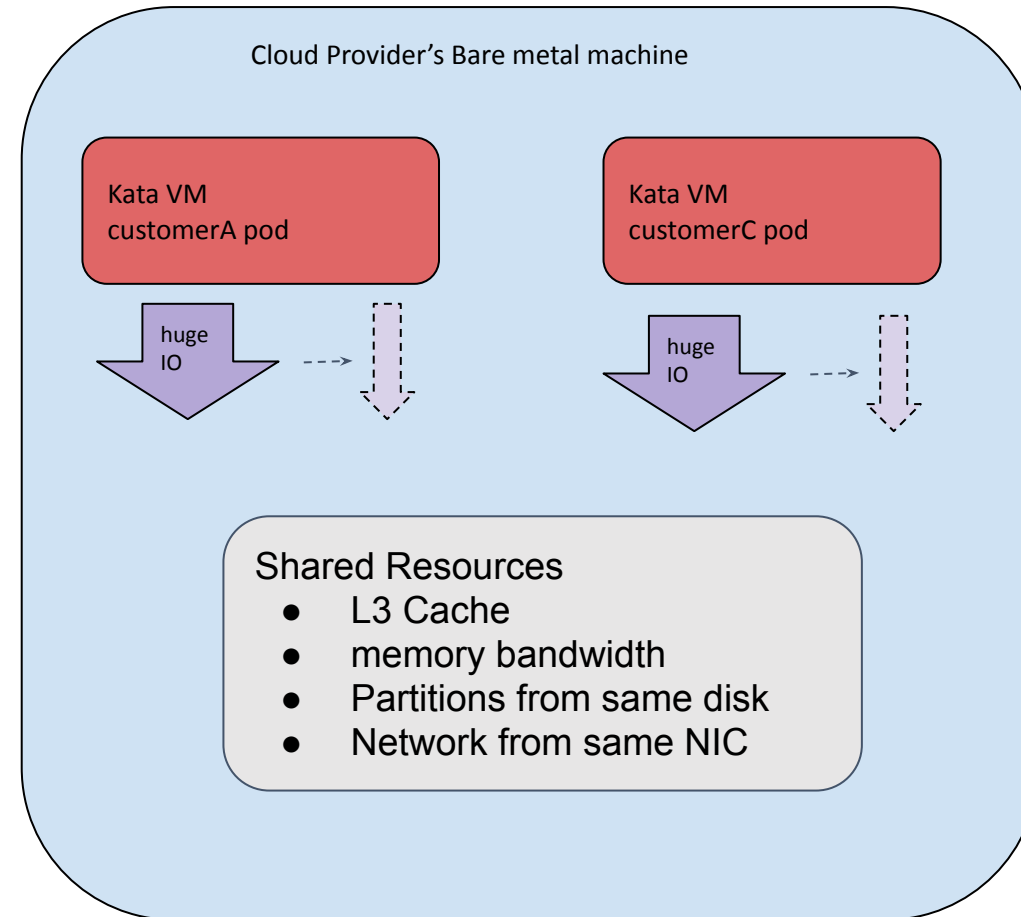 Cloud Provider’s Bare metal machine
Kata VM
customerA pod
Kata VM
customerC pod
huge
IO
huge
IO
Shared Resources
● L3 Cache
● memory bandwidth
● Partitions from same disk
● Network from same NIC